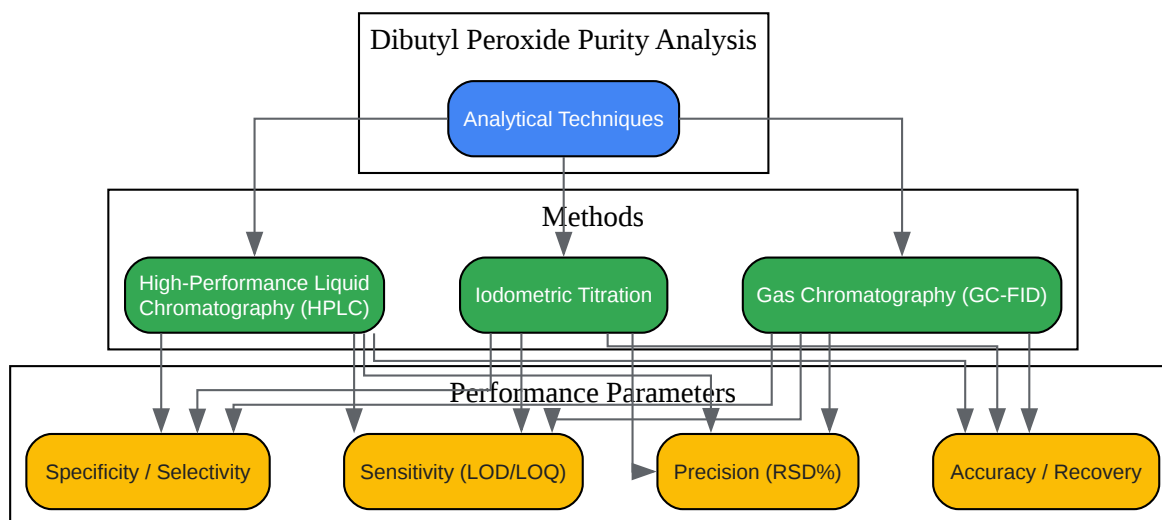 Dibutyl Peroxide Purity Analysis
Analytical Techniques
Methods
High-Performance Liquid
Chromatography (HPLC)
Iodometric Titration
Gas Chromatography (GC-FID)
Performance Parameters
Specificity / Selectivity
Sensitivity (LOD/LOQ)
Precision (RSD%)
Accuracy / Recovery